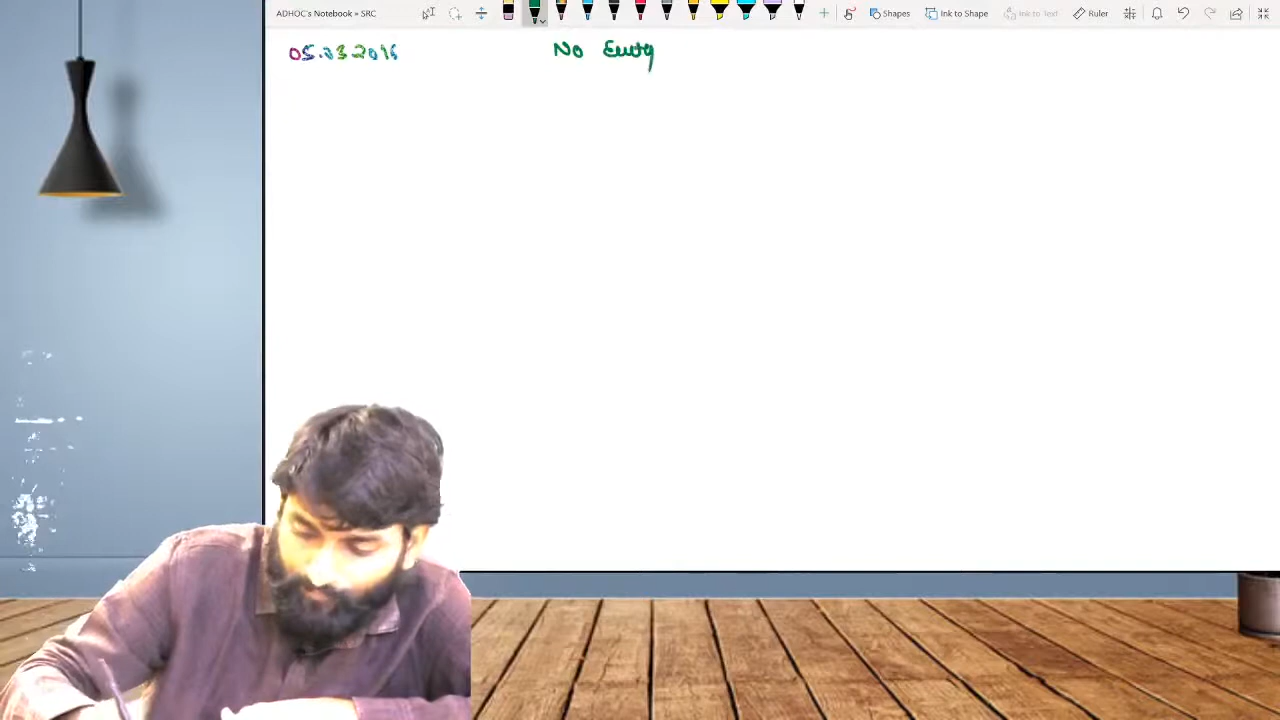 ADHOC's Notebook » SRC Shapes Ink to Shape Ink to Text Ruler
05.03.2016 No Entry